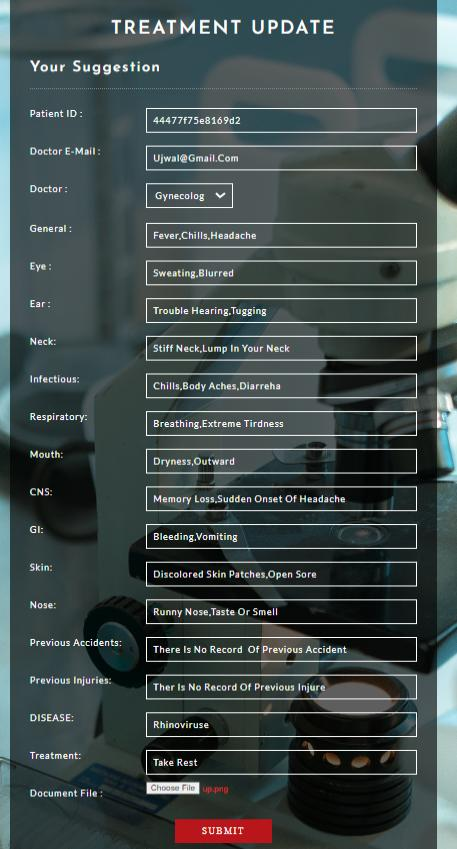 TREATMENT UPDATE
Your Suggestion
Patient ID : 44477f75e8169d2
Doctor E-Mail : Ujwal@Gmail.Com
Doctor : Gynecolog
General : Fever,Chills,Headache
Eye : Sweating,Blurred
Ear : Trouble Hearing,Tugging
Neck: Stiff Neck,Lump In Your Neck
Infectious: Chills,Body Aches,Diarreha
Respiratory: Breathing,Extreme Tirdness
Mouth: Dryness,Outward
CNS: Memory Loss,Sudden Onset Of Headache
GI: Bleeding,Vomiting
Skin: Discolored Skin Patches,Open Sore
Nose: Runny Nose,Taste Or Smell
Previous Accidents: There Is No Record Of Previous Accident
Previous Injuries: Ther Is No Record Of Previous Injure
DISEASE: Rhinoviruse
Treatment: Take Rest
Document File : Choose File up.png
SUBMIT